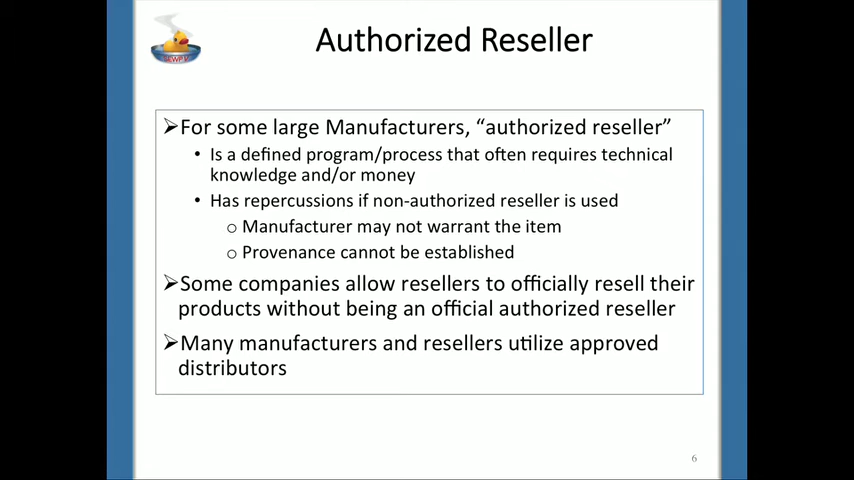 SEWP V
Authorized Reseller
➢For some large Manufacturers, “authorized reseller”
• Is a defined program/process that often requires technical
knowledge and/or money
• Has repercussions if non-authorized reseller is used
o Manufacturer may not warrant the item
o Provenance cannot be established
➢Some companies allow resellers to officially resell their
products without being an official authorized reseller
➢Many manufacturers and resellers utilize approved
distributors
6